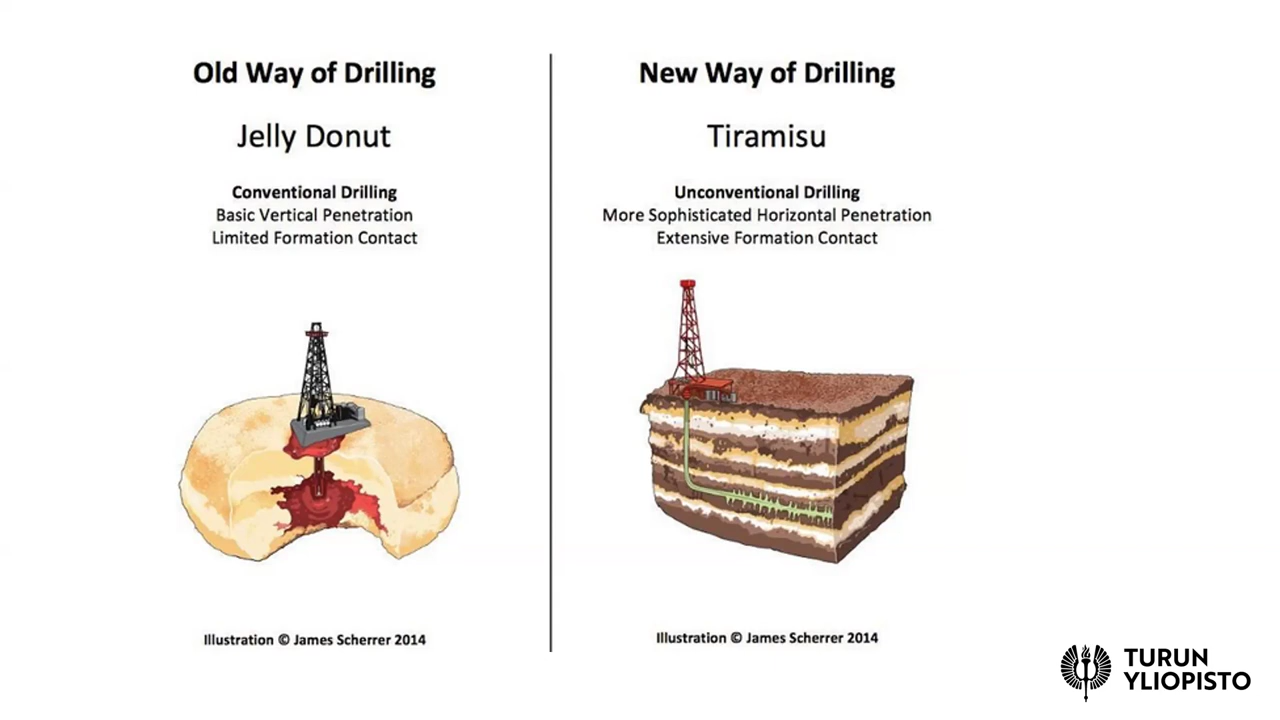 Old Way of Drilling
Jelly Donut
Conventional Drilling
Basic Vertical Penetration
Limited Formation Contact
Illustration © James Scherrer 2014
New Way of Drilling
Tiramisu
Unconventional Drilling
More Sophisticated Horizontal Penetration
Extensive Formation Contact
Illustration © James Scherrer 2014
TURUN
YLIOPISTO